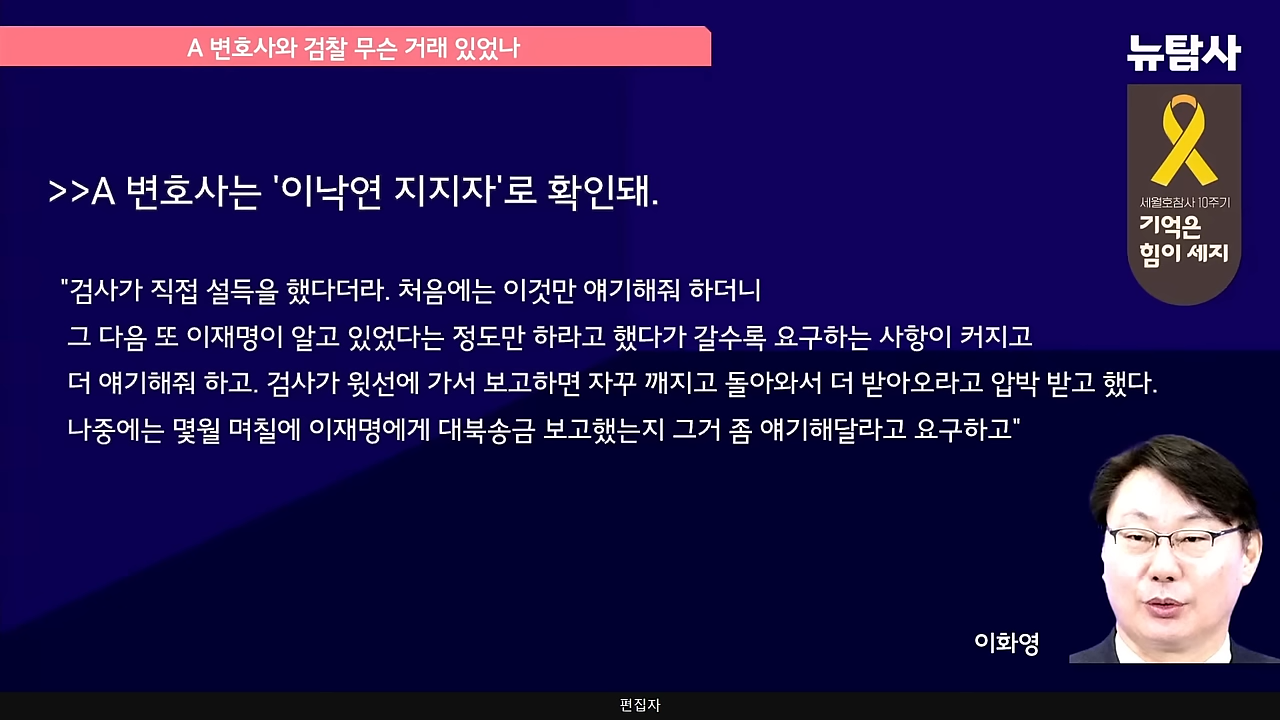 A 변호사와 검찰 무슨 거래 있었나
뉴탐사
세월호참사 10주기
기억은
힘이 세지
>>A 변호사는 '이낙연 지지자'로 확인돼.
"검사가 직접 설득을 했다더라. 처음에는 이것만 얘기해줘 하더니
그 다음 또 이재명이 알고 있었다는 정도만 하라고 했다가 갈수록 요구하는 사항이 커지고
더 얘기해줘 하고. 검사가 윗선에 가서 보고하면 자꾸 깨지고 돌아와서 더 받아오라고 압박 받고 했다.
나중에는 몇월 며칠에 이재명에게 대북송금 보고했는지 그거 좀 얘기해달라고 요구하고"
이화영
편집자